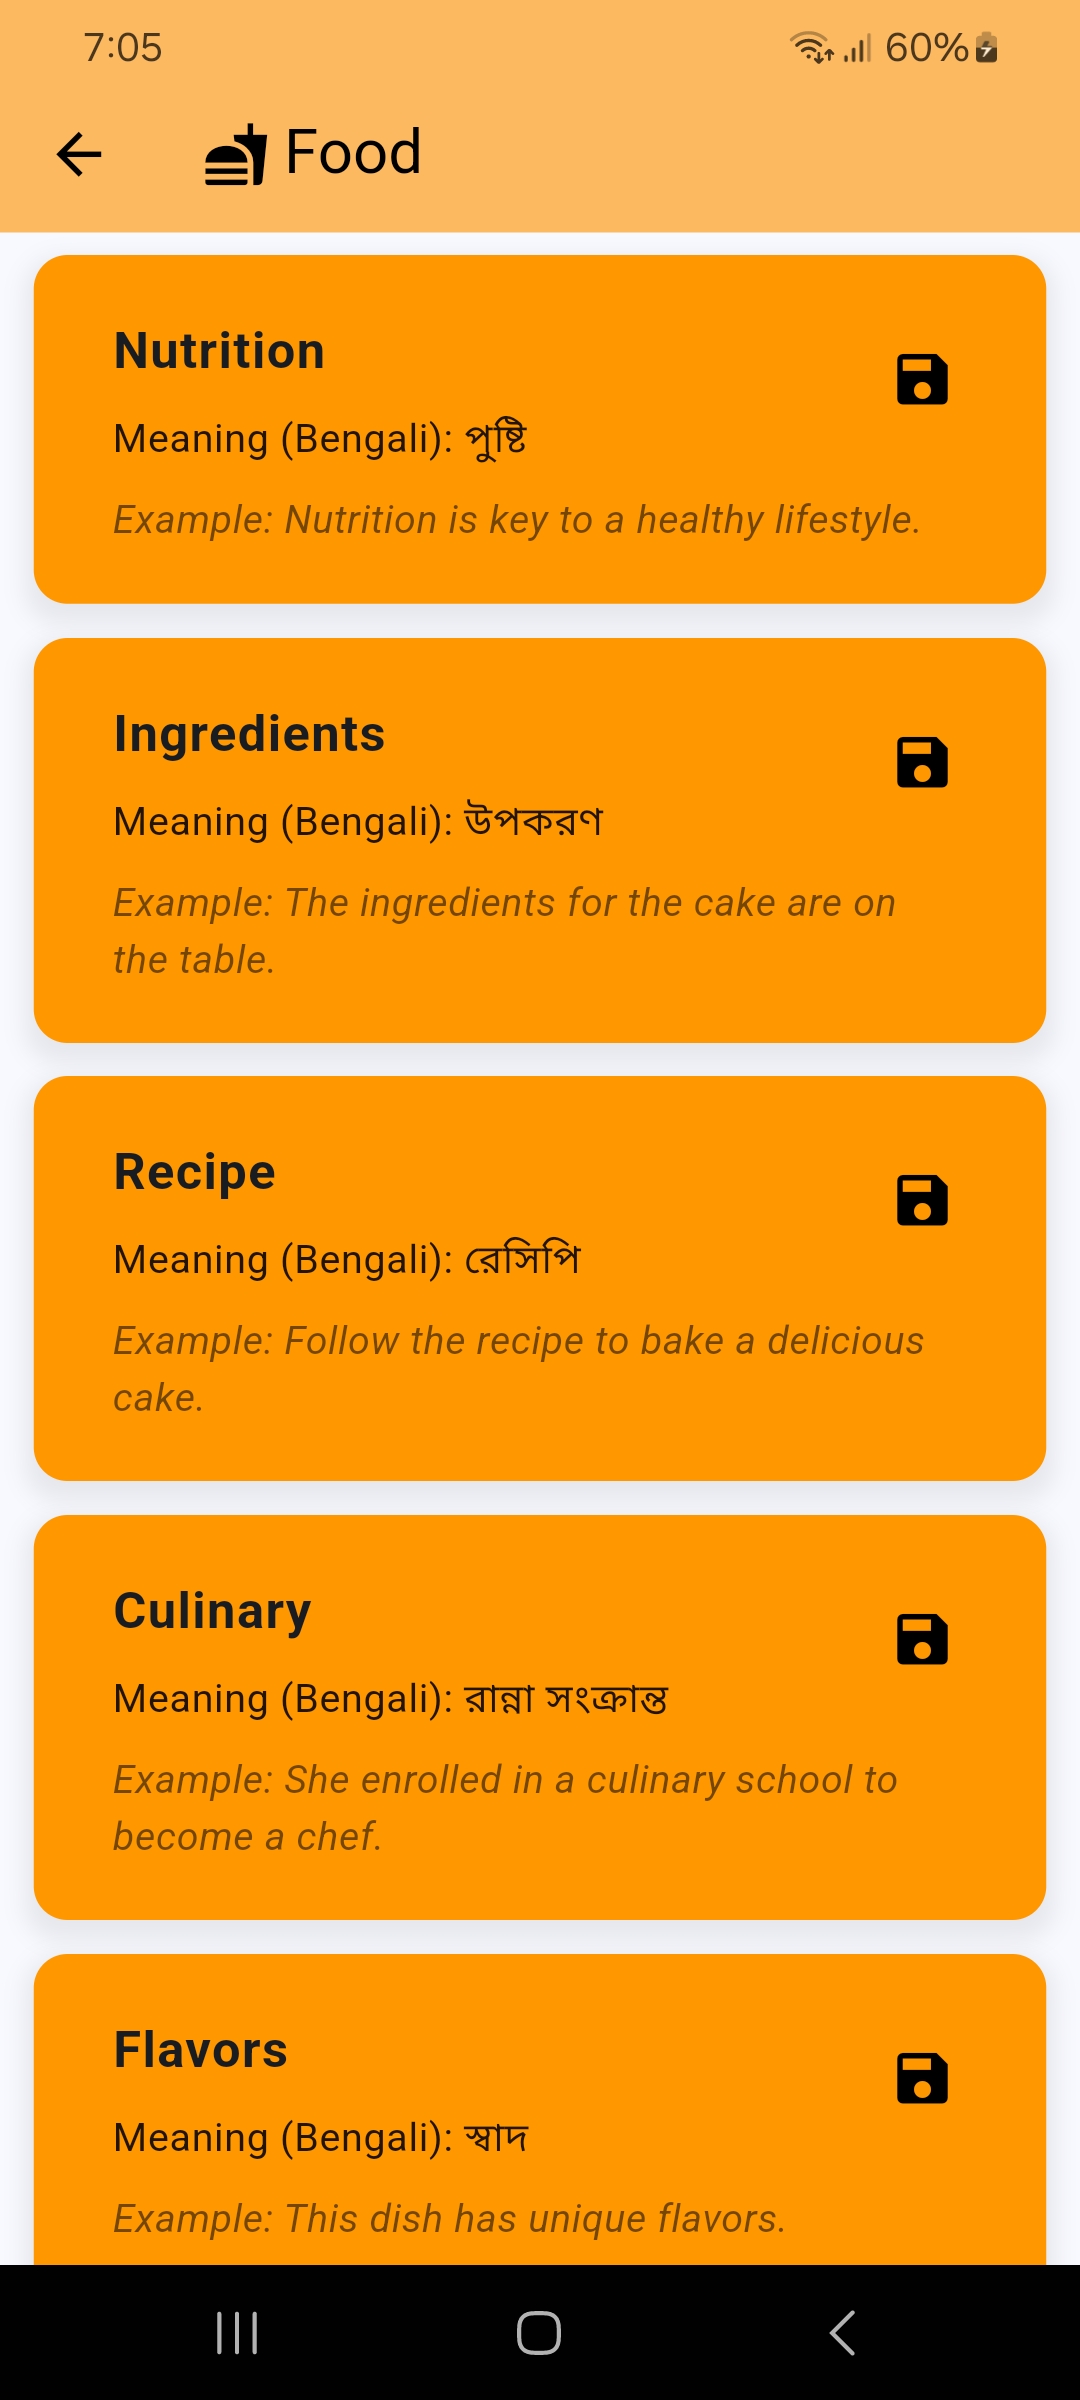 7:05
60%
Food
Nutrition
Meaning (Bengali): পুষ্টি
Example: Nutrition is key to a healthy lifestyle.
Ingredients
Meaning (Bengali): উপকরণ
Example: The ingredients for the cake are on
the table.
Recipe
Meaning (Bengali): রেসিপি
Example: Follow the recipe to bake a delicious
cake.
Culinary
Meaning (Bengali): রান্না সংক্রান্ত
Example: She enrolled in a culinary school to
become a chef.
Flavors
Meaning (Bengali): স্বাদ
Example: This dish has unique flavors.